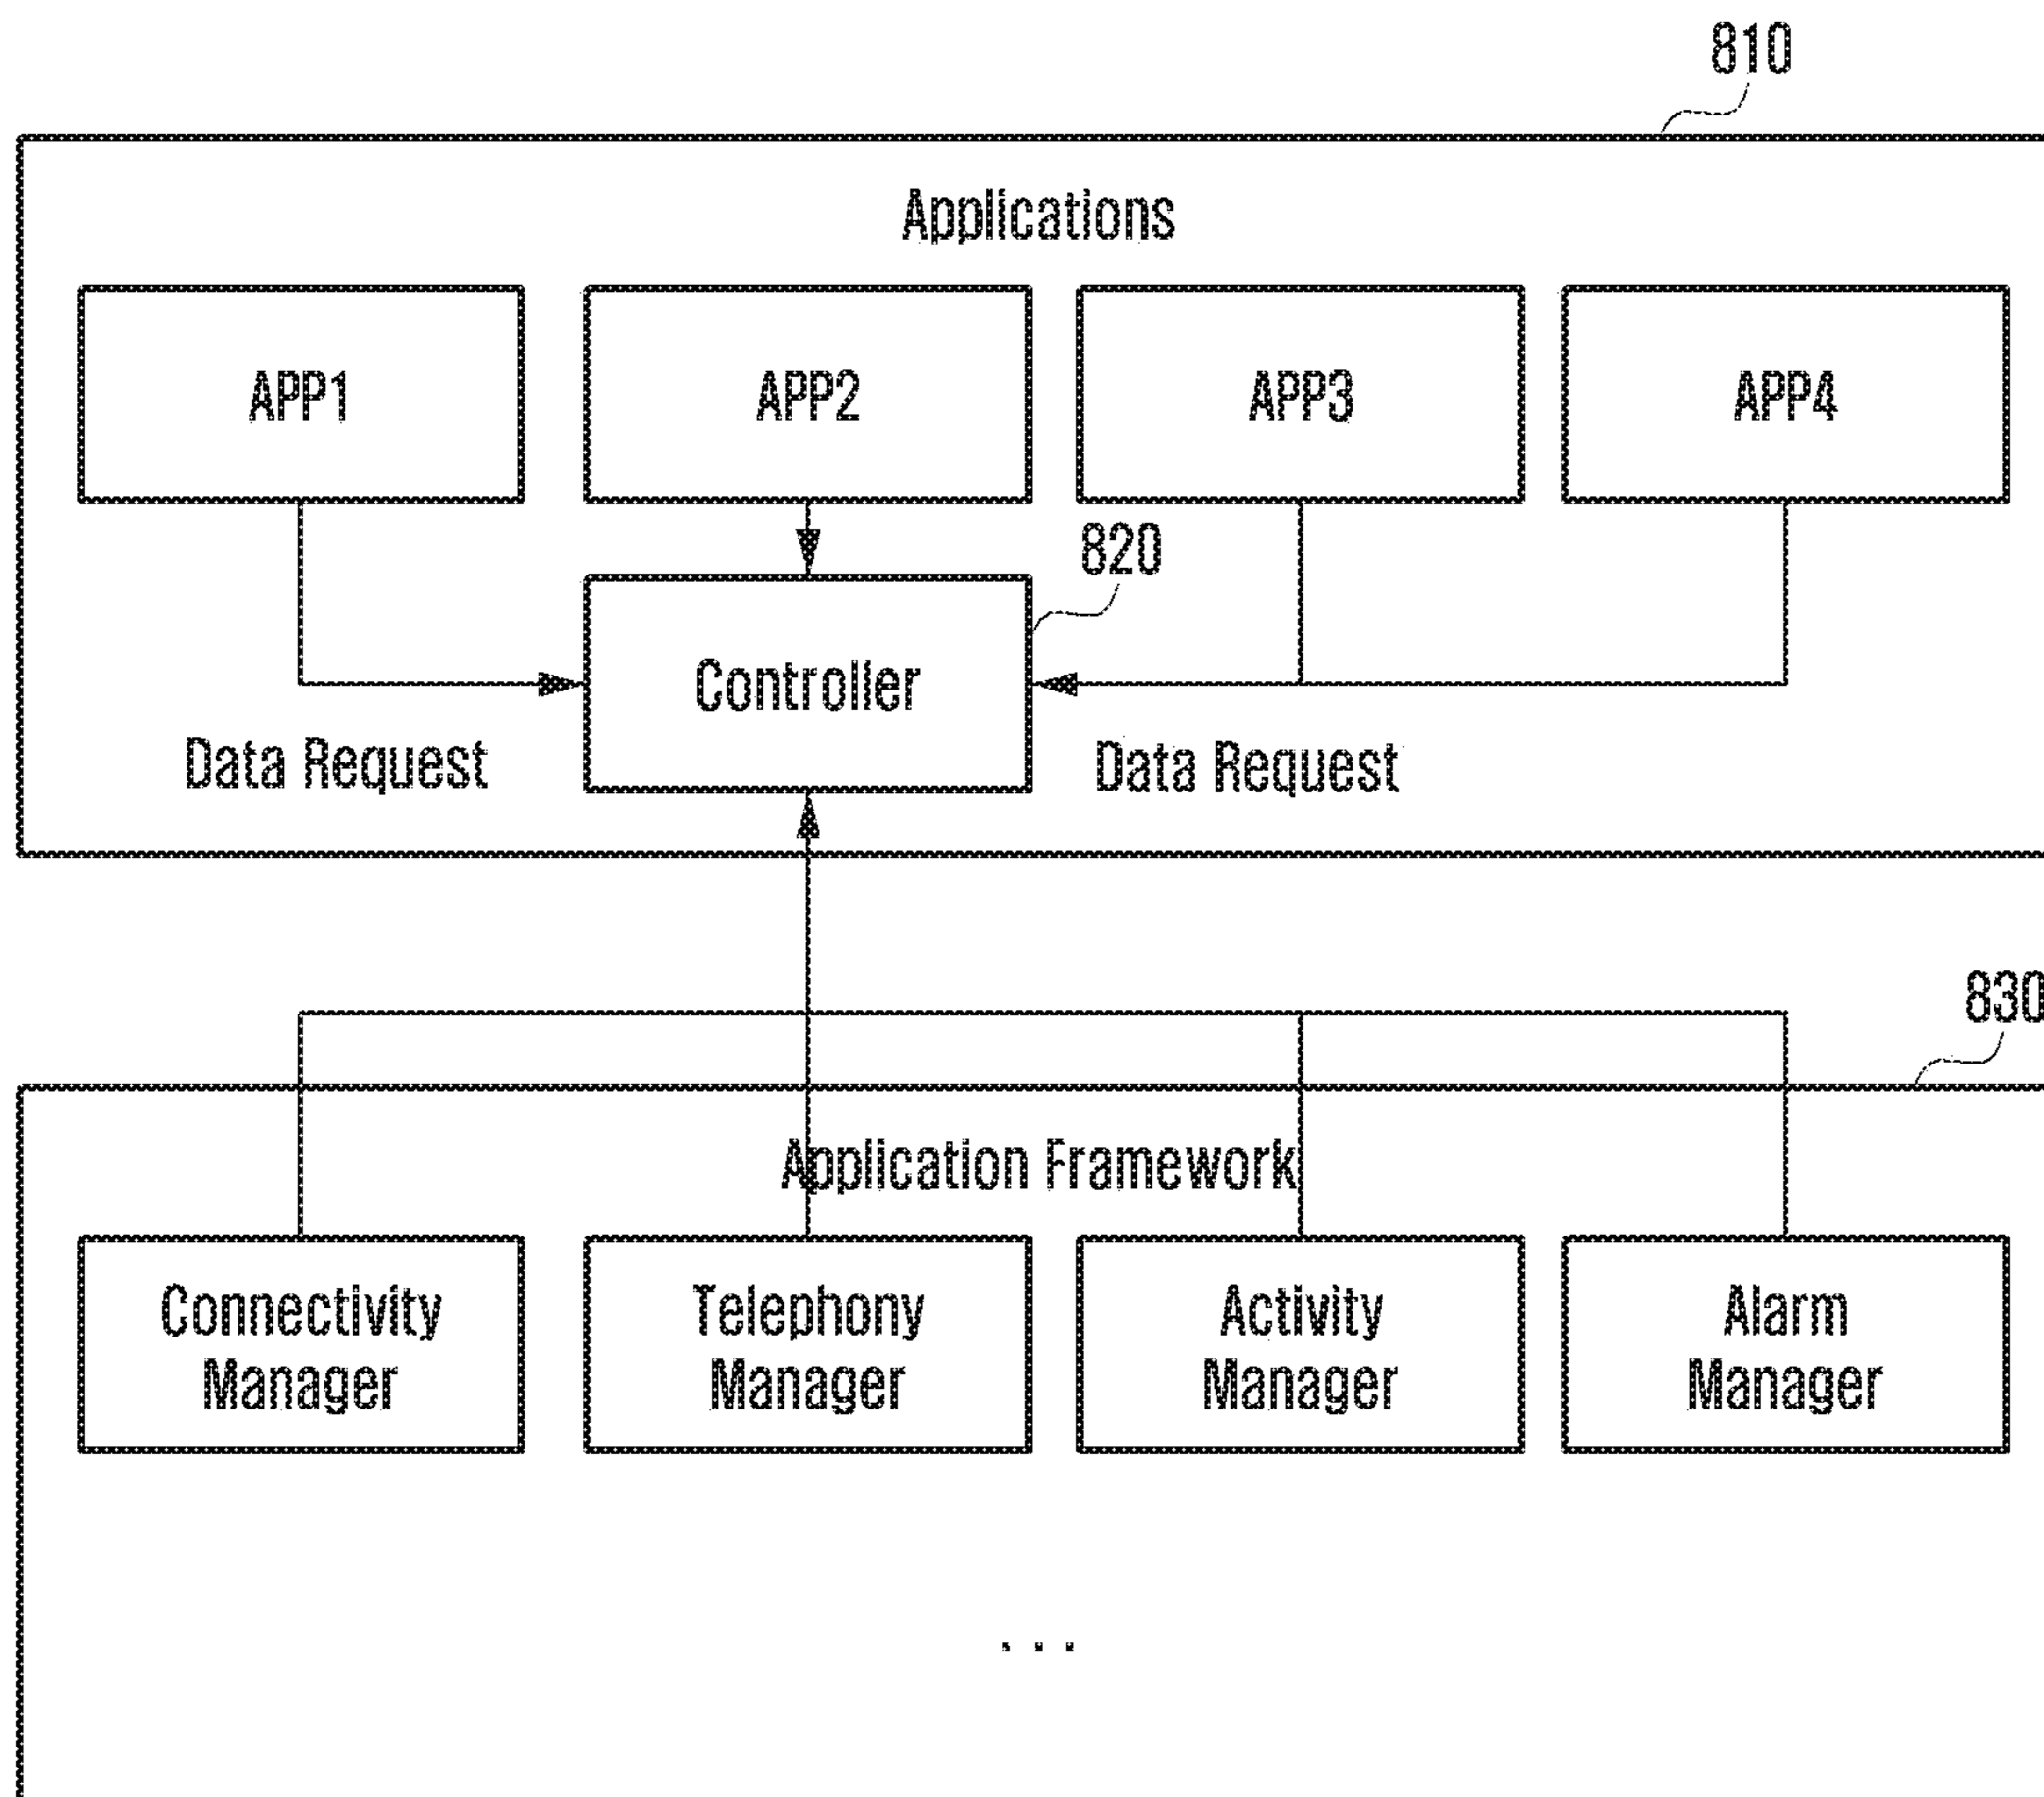 810
Applications
APP1 APP2 APP3 APP4
820
Controller
Data Request Data Request
830
Application Framework
Connectivity Manager
Telephony Manager
Activity Manager
Alarm Manager
...